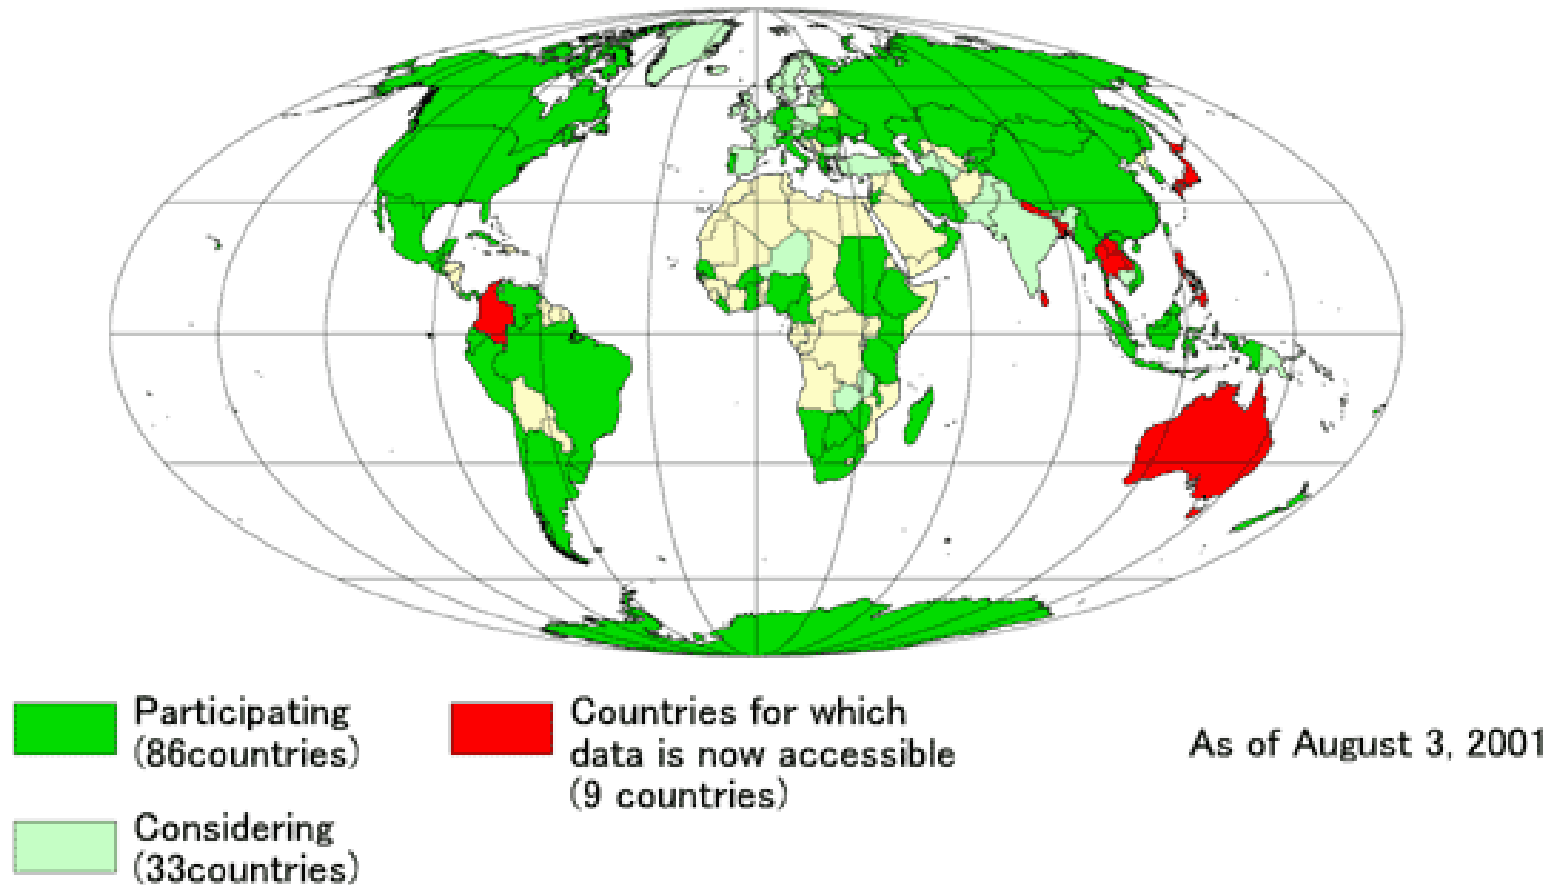 Participating
(86countries)
Considering
(33countries)
Countries for which
data is now accessible
(9 countries)
As of August 3, 2001